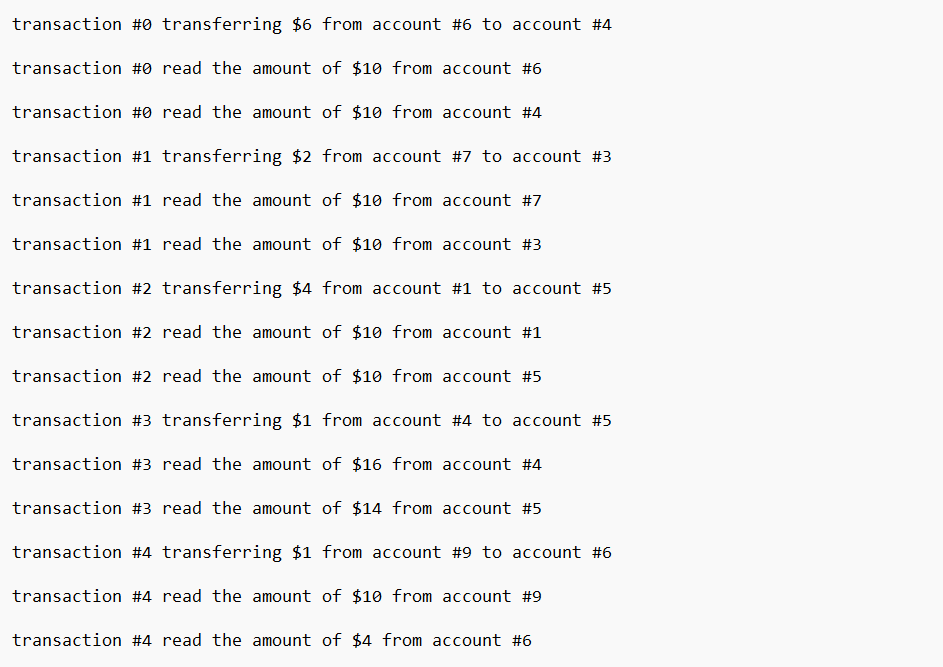 transaction #0 transferring $6 from account #6 to account #4
transaction #0 read the amount of $10 from account #6
transaction #0 read the amount of $10 from account #4
transaction #1 transferring $2 from account #7 to account #3
transaction #1 read the amount of $10 from account #7
transaction #1 read the amount of $10 from account #3
transaction #2 transferring $4 from account #1 to account #5
transaction #2 read the amount of $10 from account #1
transaction #2 read the amount of $10 from account #5
transaction #3 transferring $1 from account #4 to account #5
transaction #3 read the amount of $16 from account #4
transaction #3 read the amount of $14 from account #5
transaction #4 transferring $1 from account #9 to account #6
transaction #4 read the amount of $10 from account #9
transaction #4 read the amount of $4 from account #6